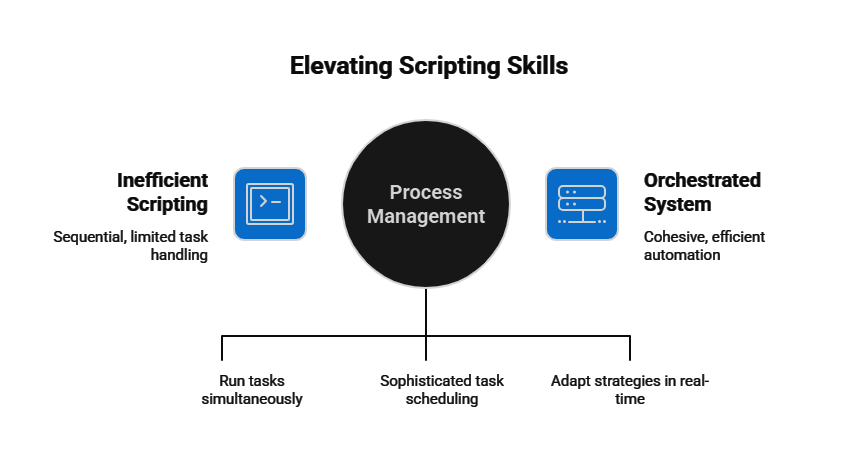 Elevating Scripting Skills
Inefficient
Scripting
Sequential, limited task
handling
Process
Management
Orchestrated
System
Cohesive, efficient
automation
Run tasks
simultaneously
Sophisticated task
scheduling
Adapt strategies in real-
time